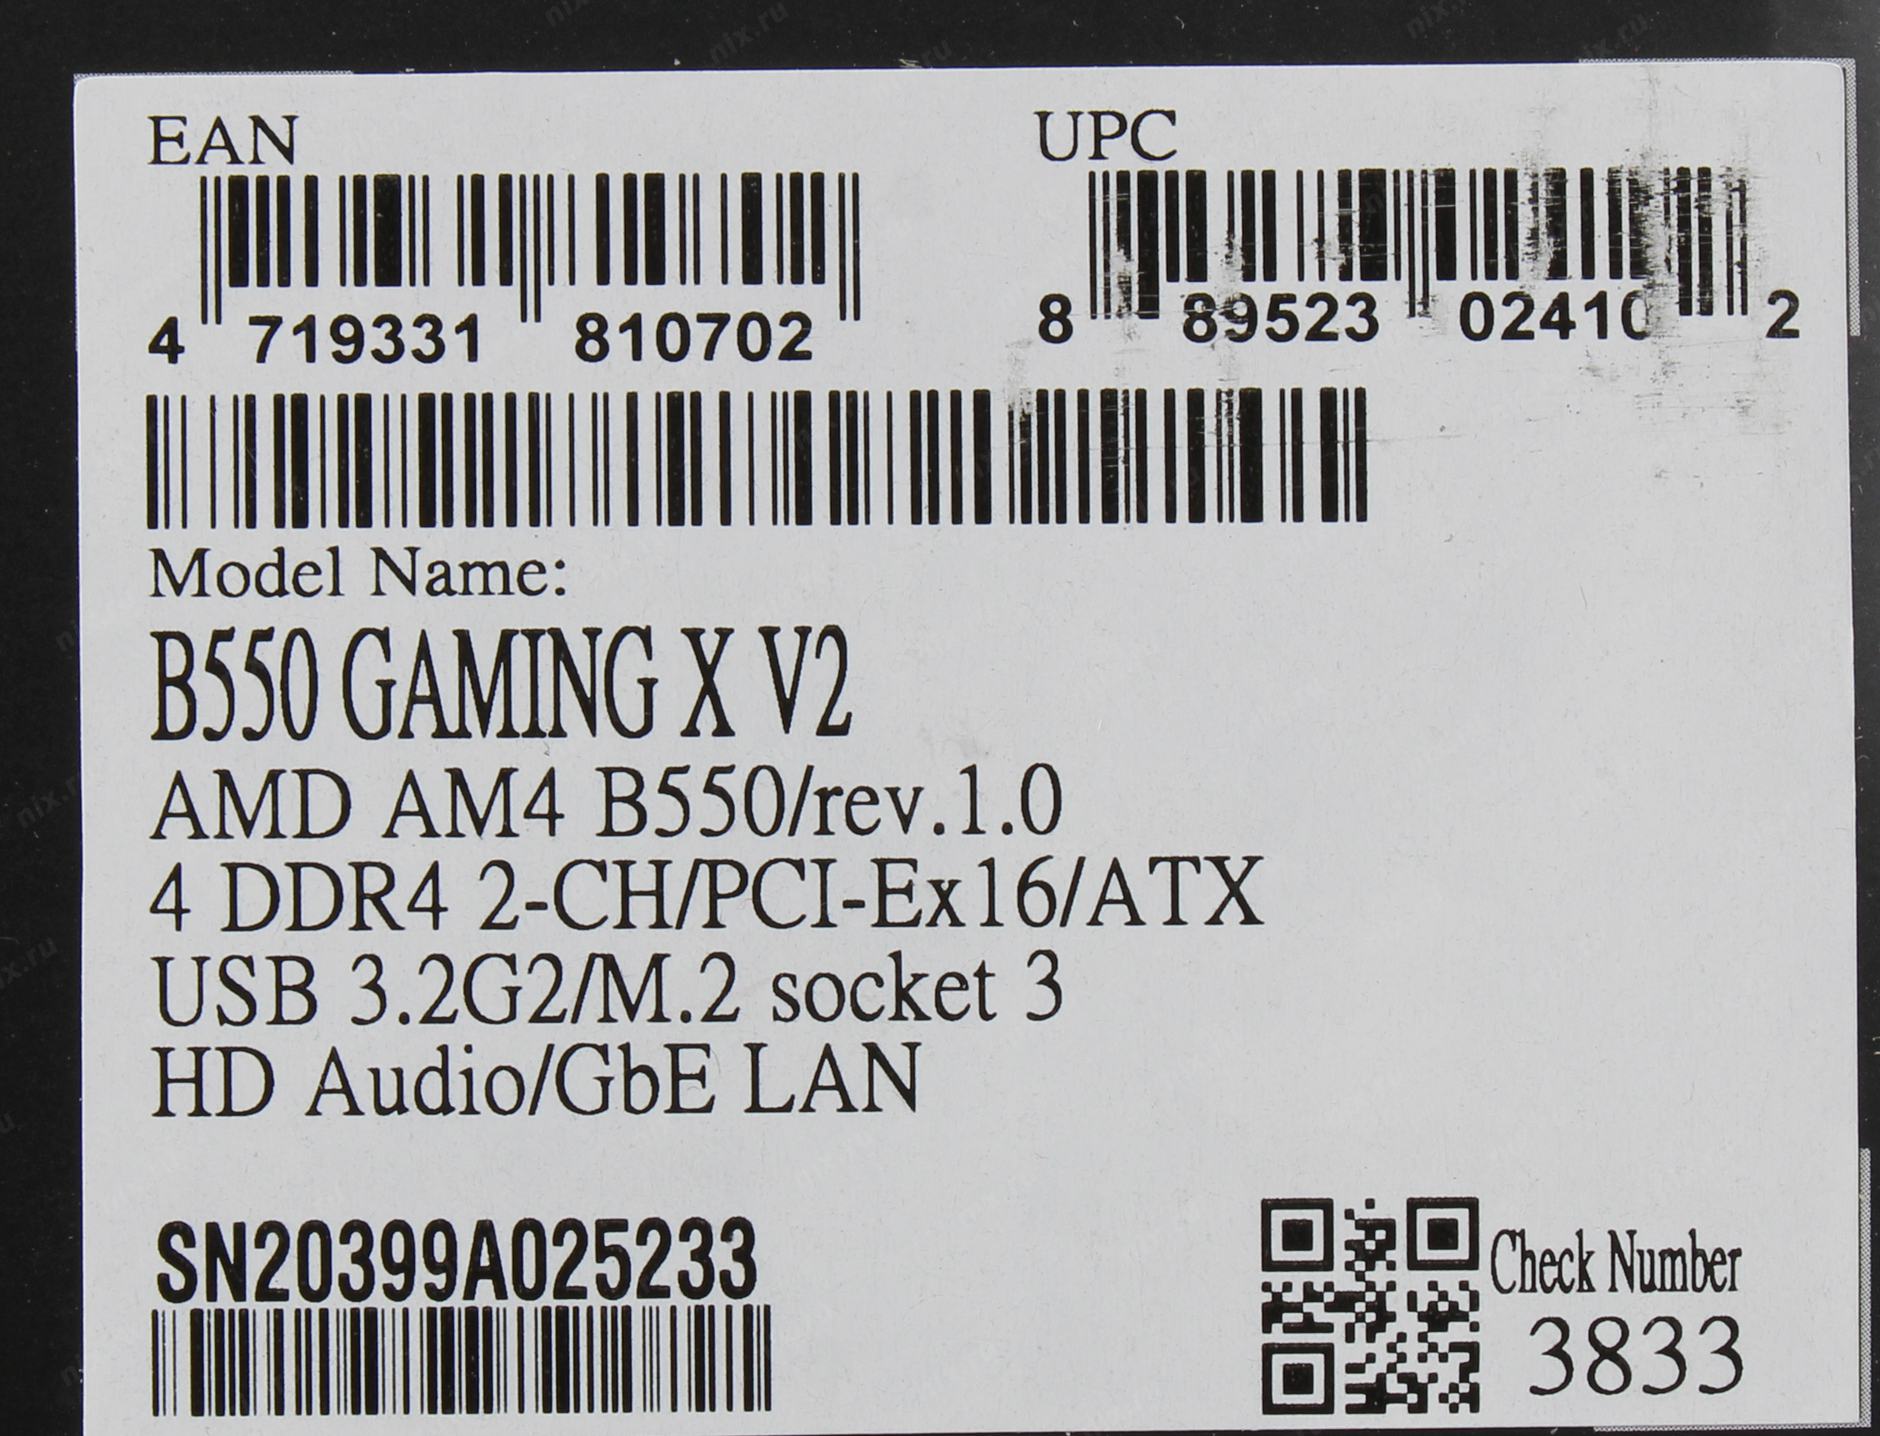 EAN
UPC
4 719331 810702
8 89523 02410 2
Model Name:
B550 GAMING X V2
AMD AM4 B550/rev.1.0
4 DDR4 2-CH/PCI-Ex16/ATX
USB 3.2G2/M.2 socket 3
HD Audio/GbE LAN
SN20399A025233
Check Number
3833
nix.ru